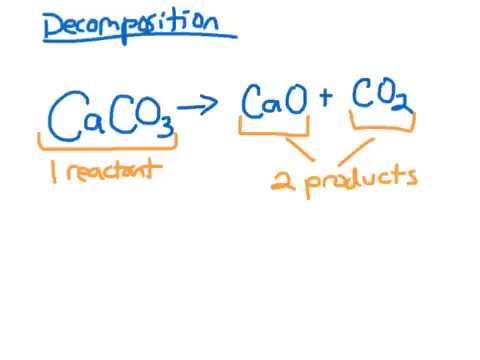 Decomposition
CaCO₃ → CaO + CO₂
1 reactant
2 products